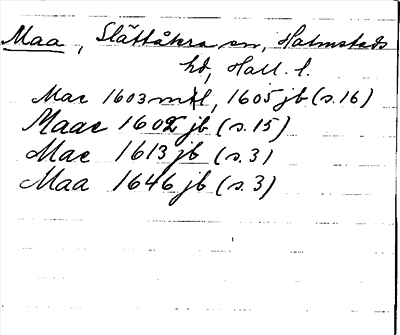 Maa, Slättåkra sn, Halmstads
hd, Hall. l.
Mae 1603 mtl, 1605 jb (s. 16)
Maae 1602 jb (s. 15)
Mae 1613 jb (s. 3)
Maa 1646 jb (s. 3)